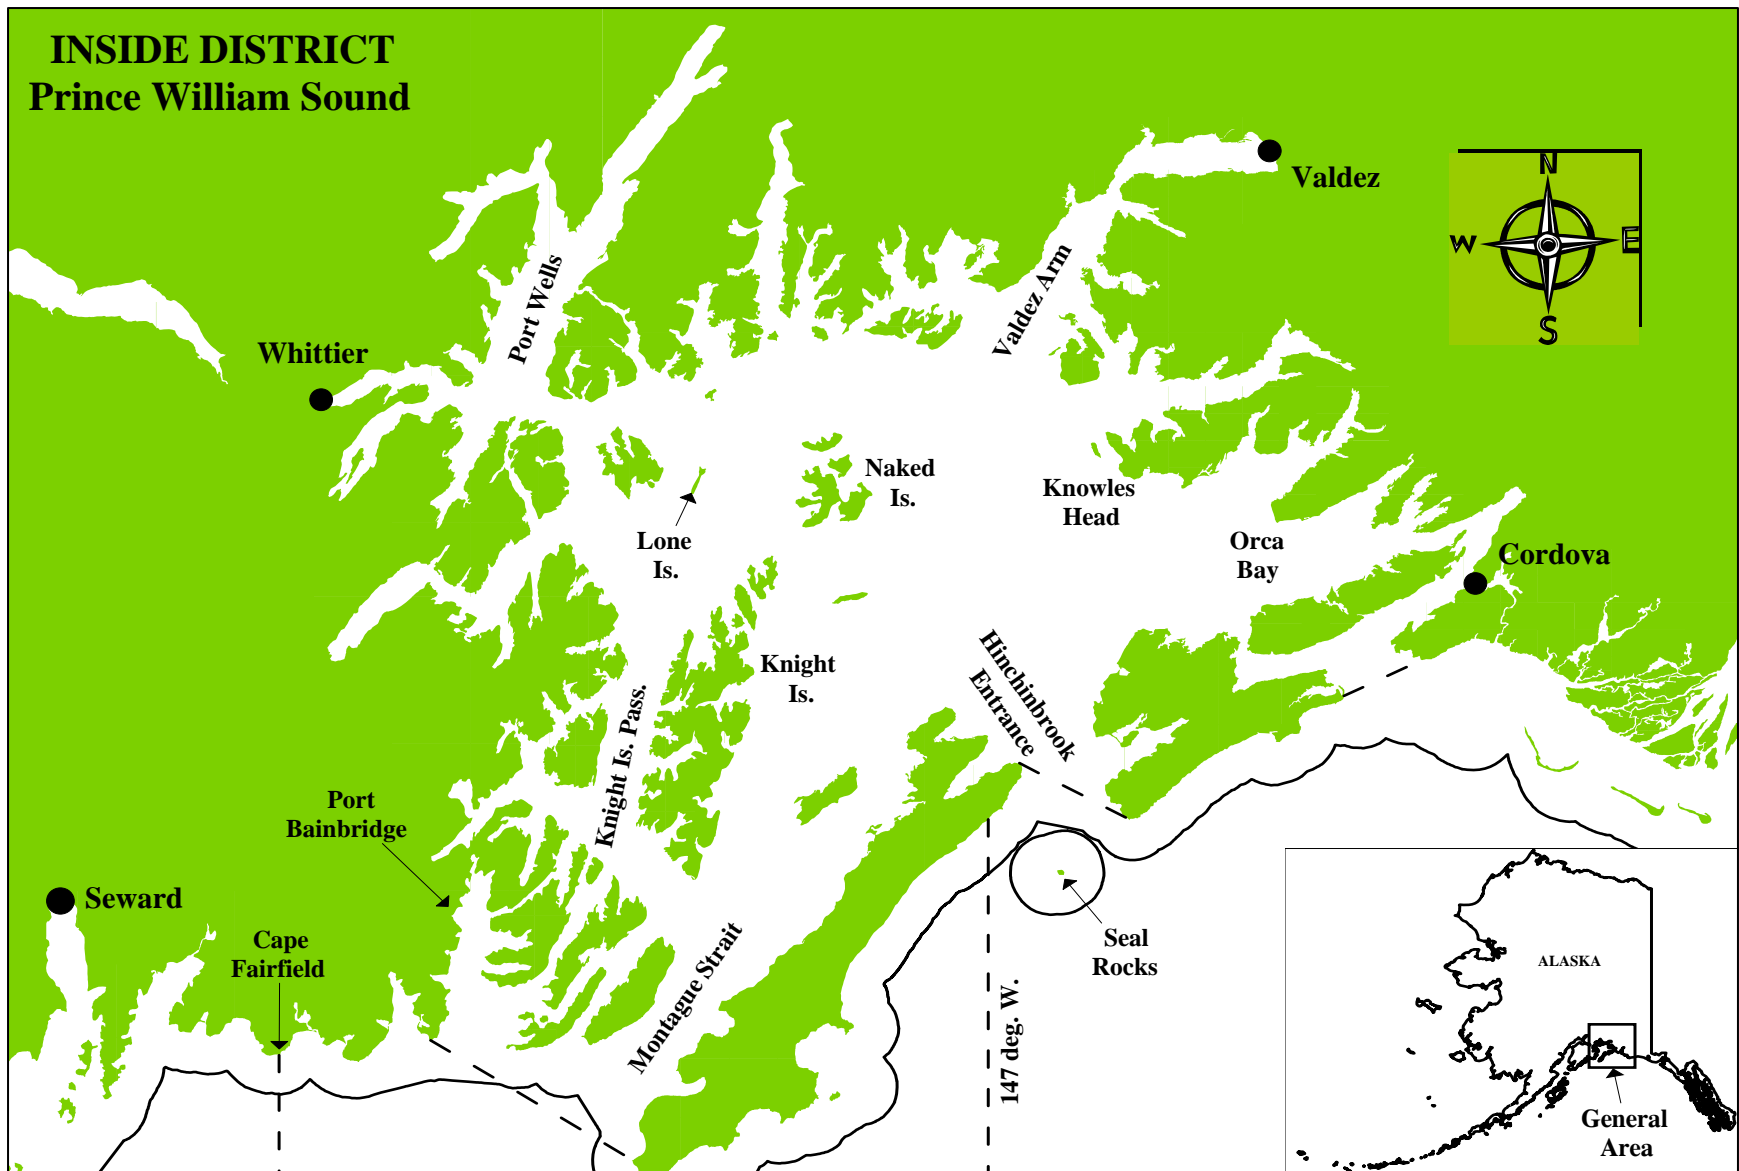 INSIDE DISTRICT
Prince William Sound
Valdez
N
W
E
S
Port Wells
Valdez Arm
Whittier
Naked
Is.
Knowles
Head
Lone
Is.
Orca
Bay
Cordova
Hinchinbrook
Entrance
Knight
Is.
Knight Is. Pass.
Port
Bainbridge
Seward
Cape
Fairfield
Montague Strait
147 deg. W.
Seal
Rocks
ALASKA
General
Area